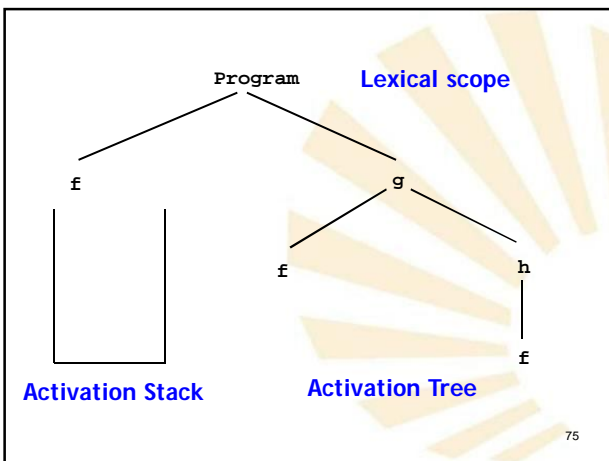 Program
Lexical scope
f
g
f
h
f
Activation Stack
Activation Tree
75